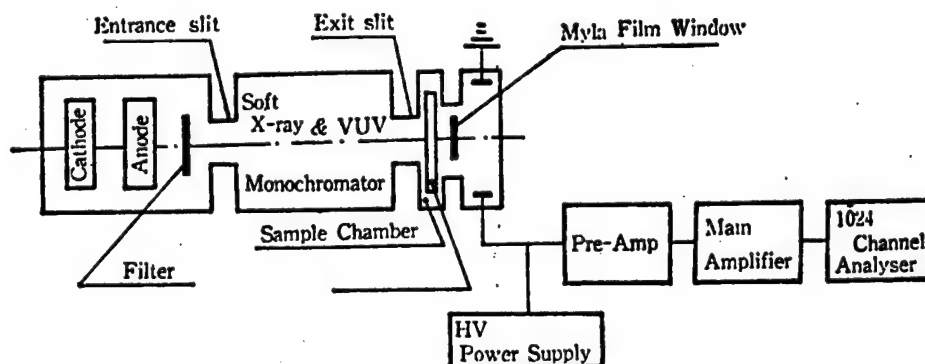 Entrance slit
Exit slit
Myla Film Window
Cathode
Anode
Soft
X-ray & VUV
Monochromator
Sample Chamber
Filter
Pre-Amp
Main
Amplifier
1024
Channel
Analyser
HV
Power Supply